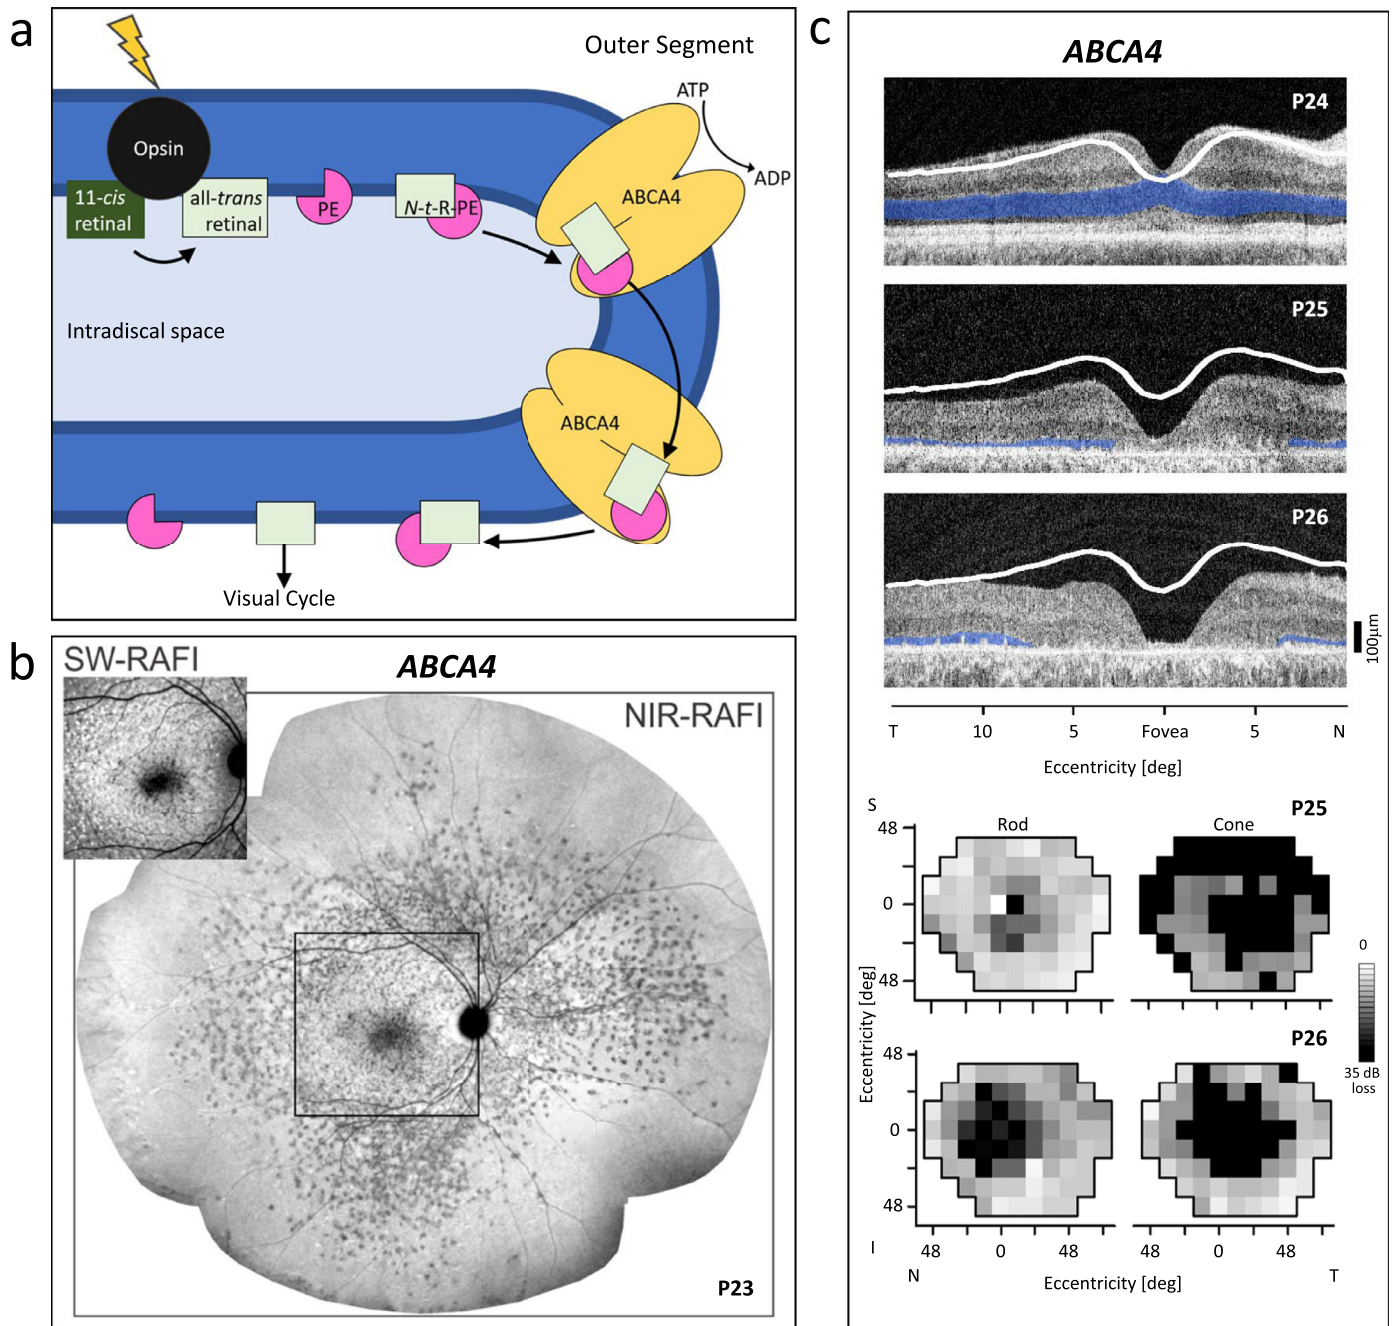 a
Outer Segment
ATP
ADP
Opsin
ABCA4
11-cis
retinal
all-trans
retinal
PE
N-t-R-PE
Intradiscal space
ABCA4
Visual Cycle
b
SW-RAFI
ABCA4
NIR-RAFI
P23
c
ABCA4
P24
P25
P26
100µm
T 10 5 Fovea 5 N
Eccentricity [deg]
S
P25
Rod Cone
48
0
48
0
35 dB
loss
Eccentricity [deg]
P26
48
0
48
I
48 0 48 48 0 48
N Eccentricity [deg] T